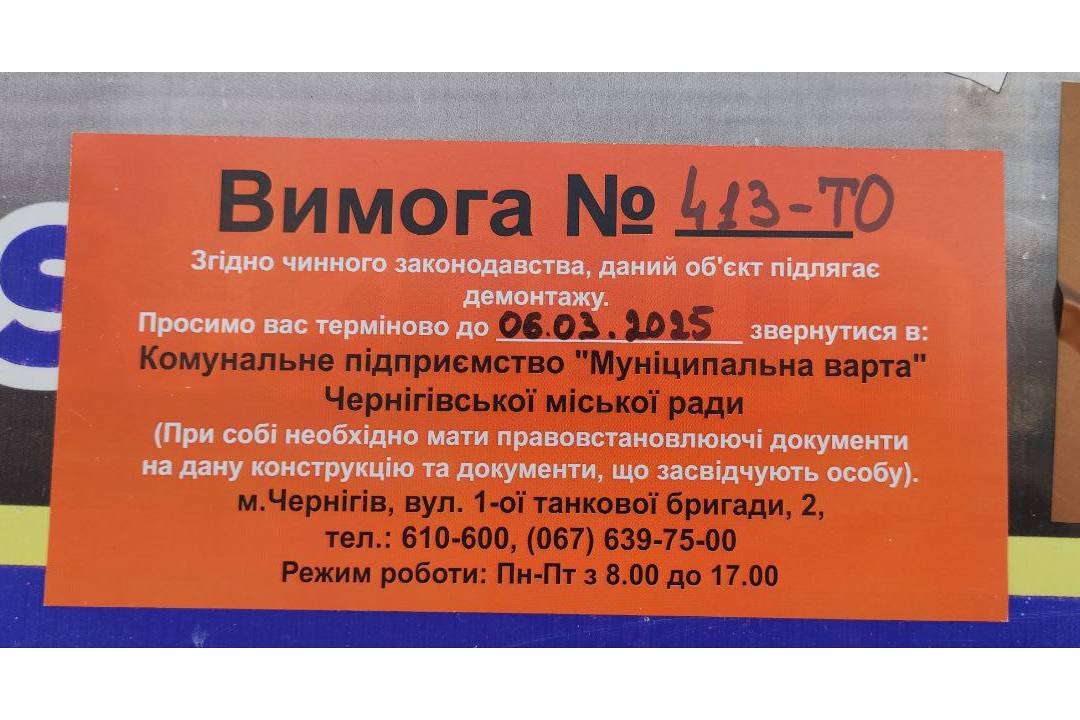 Вимога № 413-ТО
Згідно чинного законодавства, даний об'єкт підлягає
демонтажу.
Просимо вас терміново до 06.03.2025 звернутися в:
Комунальне підприємство "Муніципальна варта"
Чернігівської міської ради
(При собі необхідно мати правовстановлюючі документи
на дану конструкцію та документи, що засвідчують особу).
м.Чернігів, вул. 1-ої танкової бригади, 2,
тел.: 610-600, (067) 639-75-00
Режим роботи: Пн-Пт з 8.00 до 17.00